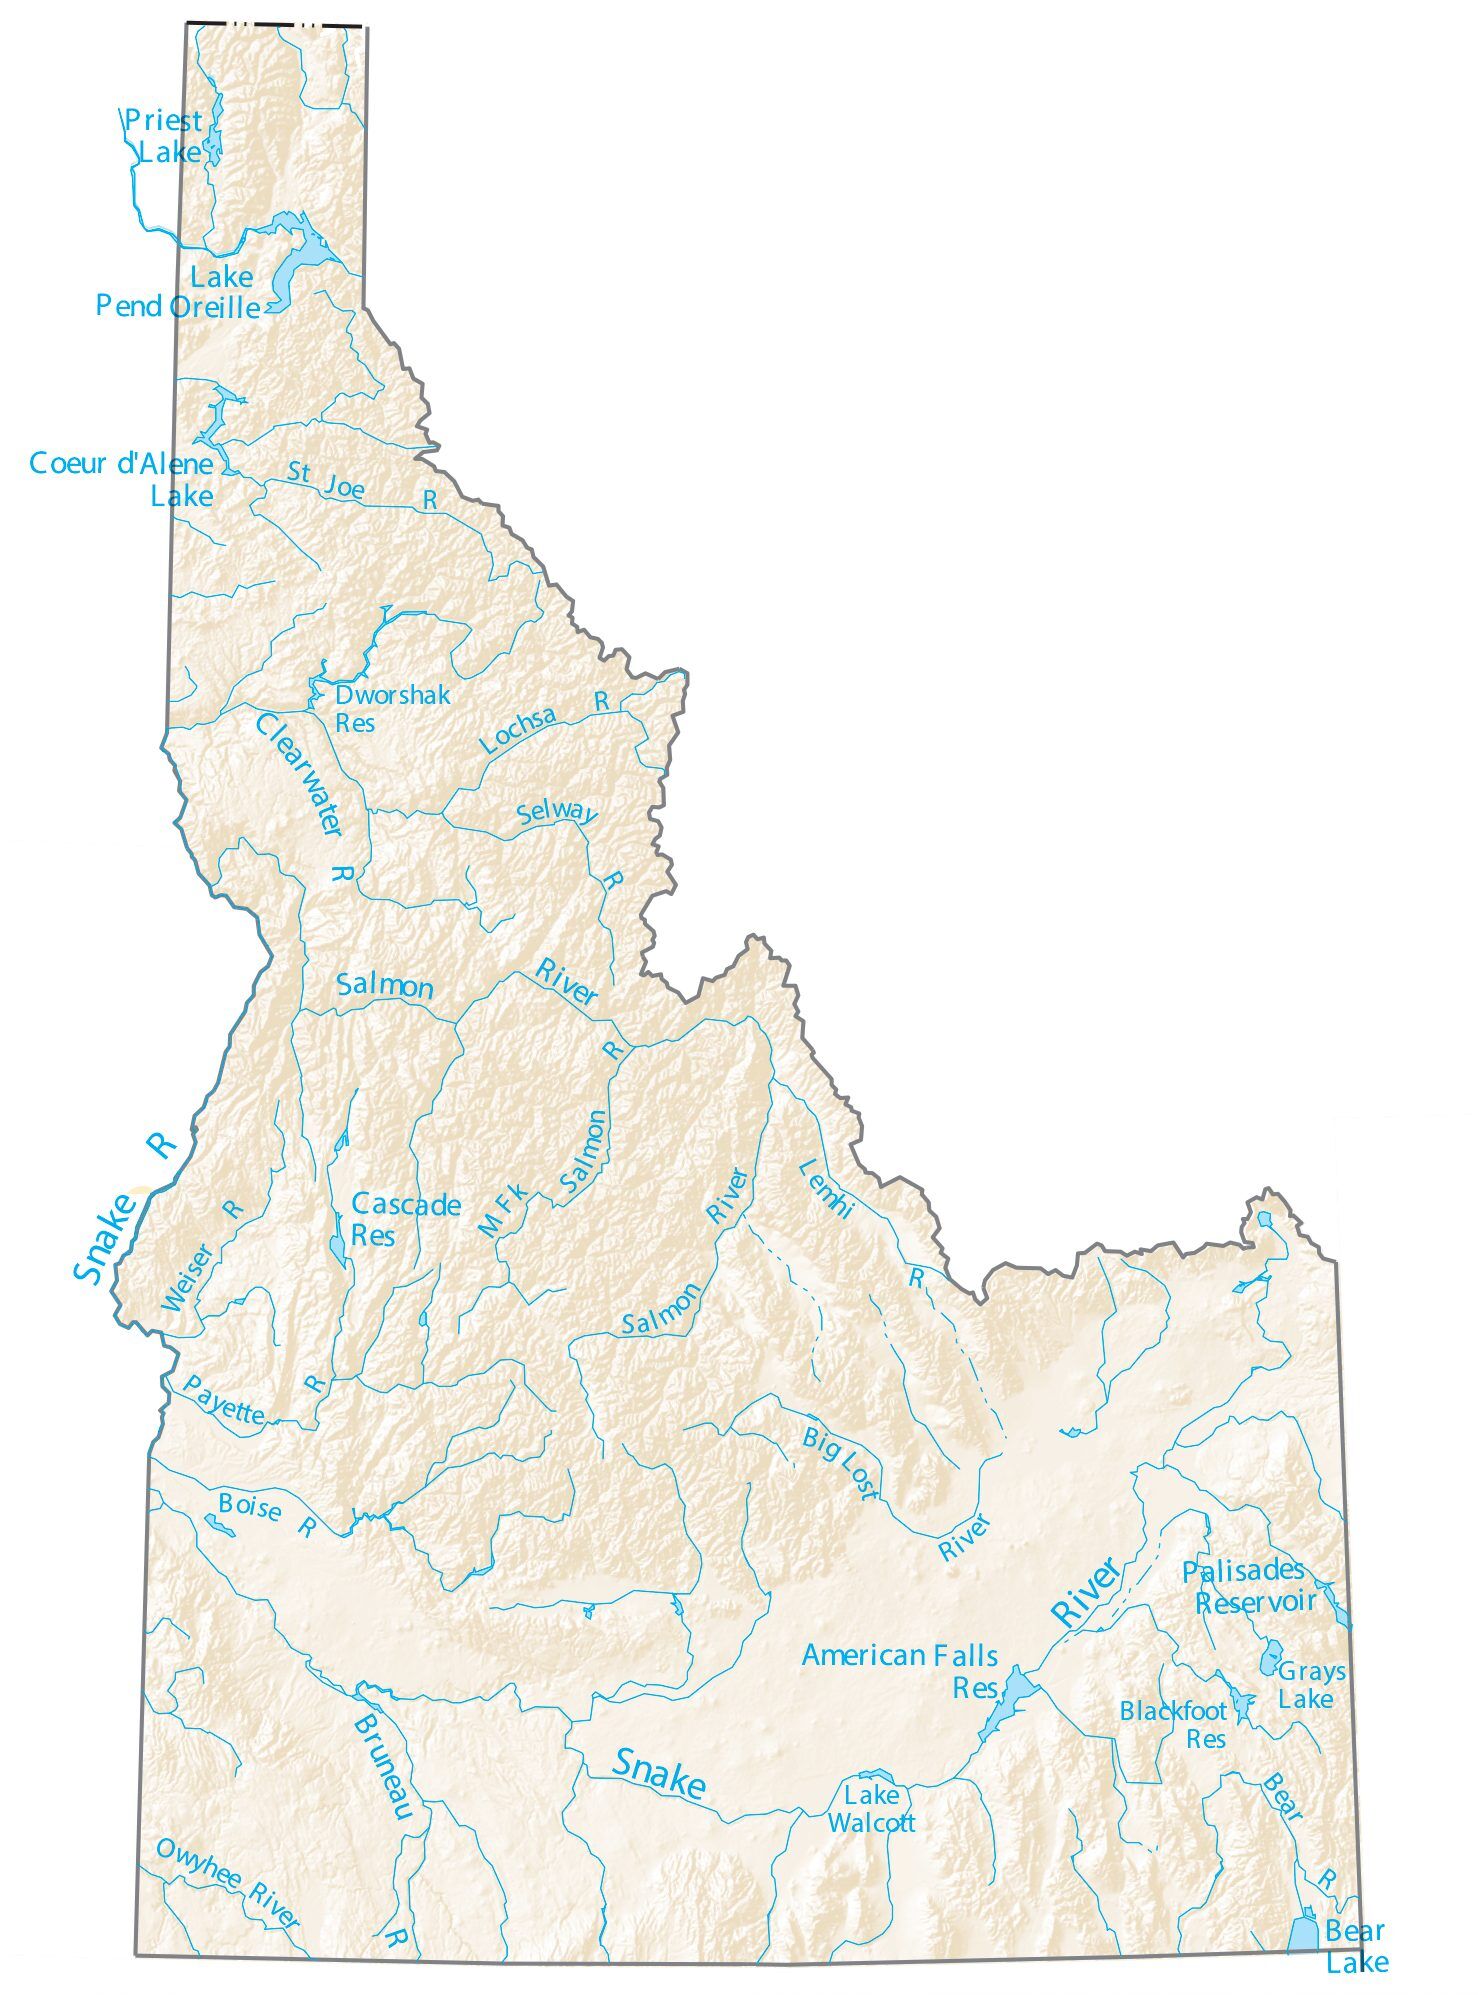 Priest
Lake
Lake
Pend Oreille
Coeur d'Alene
Lake
St Joe R
Dworshak
Res
Clearwater R
Lochsa R
Selway R
Salmon River
M Fk Salmon R
Snake R
Weiser R
Cascade
Res
Salmon River
Lemhi R
Payette R
Boise R
Big Lost River
Palisades
Reservoir
Grays
Lake
American Falls
Res
Blackfoot
Res
Snake River
Lake
Walcott
Bruneau R
Owyhee River
Bear R
Bear
Lake